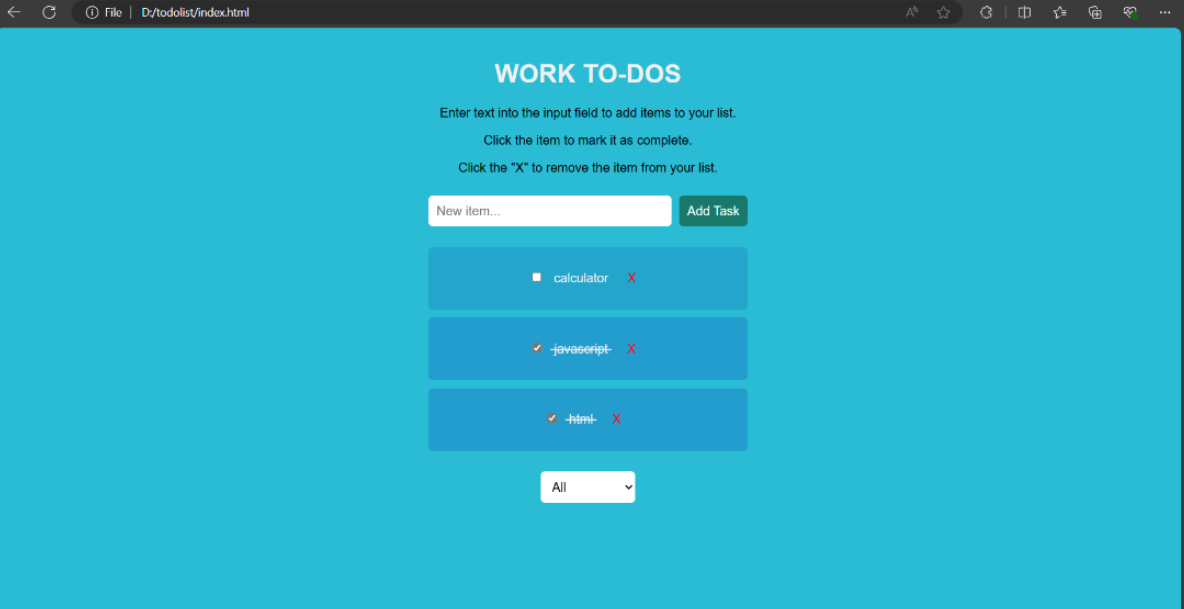 File | D:/todolist/index.html
WORK TO-DOS
Enter text into the input field to add items to your list.
Click the item to mark it as complete.
Click the "X" to remove the item from your list.
New item... Add Task
calculator X
javascript X
html X
All